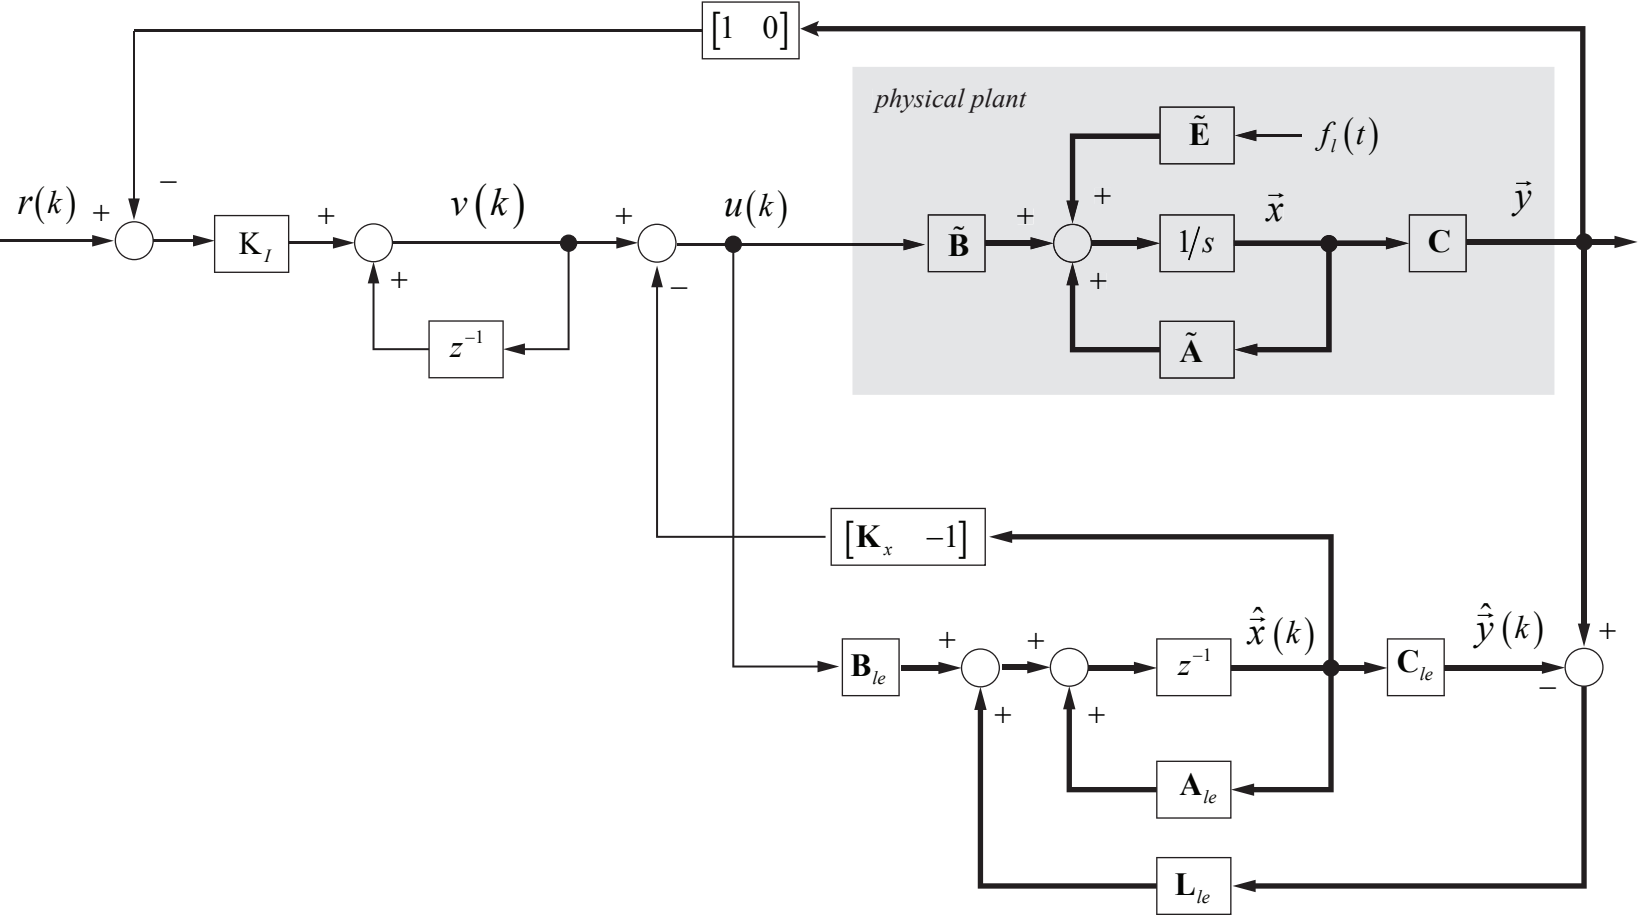 [1 0]
physical plant
Ẽ
f_l(t)
+
−
r(k) + K_I + v(k) + u(k) B̃ + 1/s x⃗ C y⃗
+ − +
z⁻¹ Ã
[K_x −1]
B_le + + z⁻¹ x̂⃗(k) C_le ŷ⃗(k) +
−
+ +
A_le
L_le